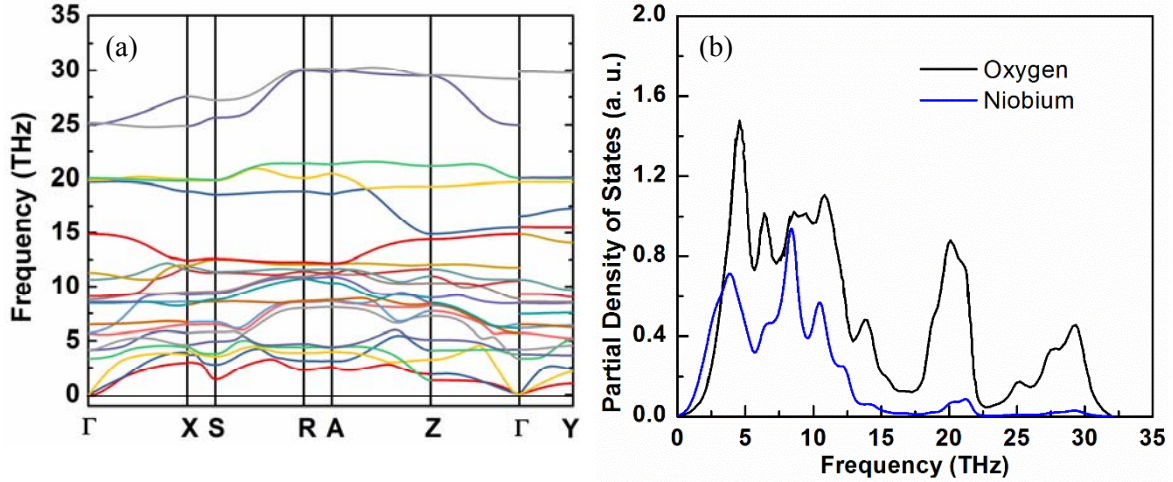 (a)
Frequency (THz)
35
30
25
20
15
10
5
0
Γ X S R A Z Γ Y
(b)
Oxygen
Niobium
Partial Density of States (a. u.)
2.0
1.6
1.2
0.8
0.4
0.0
0 5 10 15 20 25 30 35
Frequency (THz)